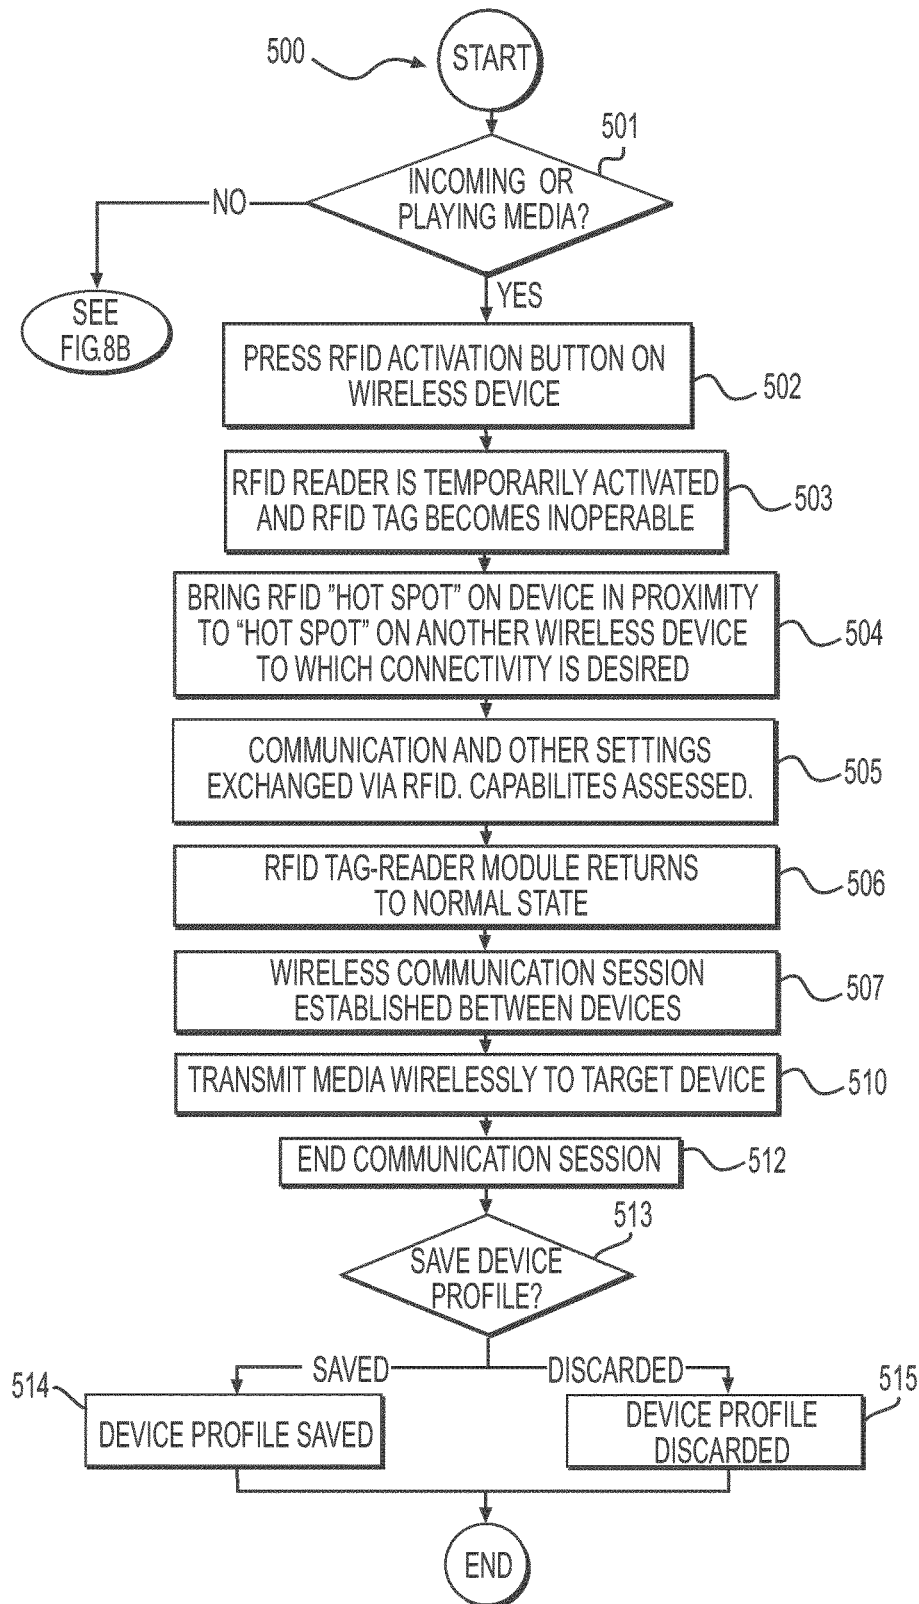 500
START
501
INCOMING OR
PLAYING MEDIA?
NO
YES
SEE
FIG.8B
PRESS RFID ACTIVATION BUTTON ON
WIRELESS DEVICE
502
RFID READER IS TEMPORARILY ACTIVATED
AND RFID TAG BECOMES INOPERABLE
503
BRING RFID ”HOT SPOT” ON DEVICE IN PROXIMITY
TO “HOT SPOT” ON ANOTHER WIRELESS DEVICE
TO WHICH CONNECTIVITY IS DESIRED
504
COMMUNICATION AND OTHER SETTINGS
EXCHANGED VIA RFID. CAPABILITES ASSESSED.
505
RFID TAG-READER MODULE RETURNS
TO NORMAL STATE
506
WIRELESS COMMUNICATION SESSION
ESTABLISHED BETWEEN DEVICES
507
TRANSMIT MEDIA WIRELESSLY TO TARGET DEVICE
510
END COMMUNICATION SESSION
512
513
SAVE DEVICE
PROFILE?
SAVED
DISCARDED
514
DEVICE PROFILE SAVED
515
DEVICE PROFILE
DISCARDED
END